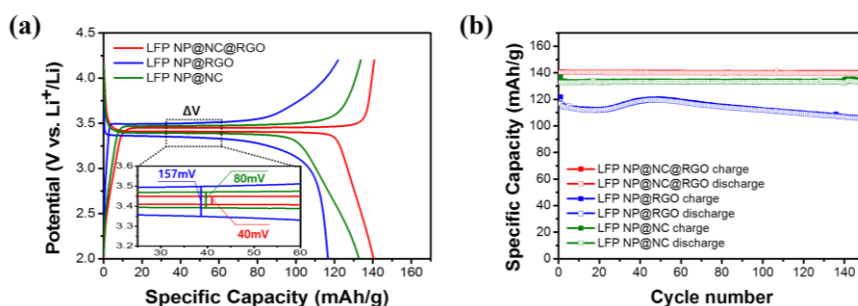 (a)
4.5
4.0
3.5
3.0
2.5
2.0
Potential (V vs. Li⁺/Li)
LFP NP@NC@RGO
LFP NP@RGO
LFP NP@NC
ΔV
3.6
3.5
3.4
3.3
3.2
157mV
80mV
40mV
30 40 50 60
0 20 40 60 80 100 120 140 160
Specific Capacity (mAh/g)
(b)
160
140
120
100
80
60
40
20
0
Specific Capacity (mAh/g)
LFP NP@NC@RGO charge
LFP NP@NC@RGO discharge
LFP NP@RGO charge
LFP NP@RGO discharge
LFP NP@NC charge
LFP NP@NC discharge
0 20 40 60 80 100 120 140
Cycle number